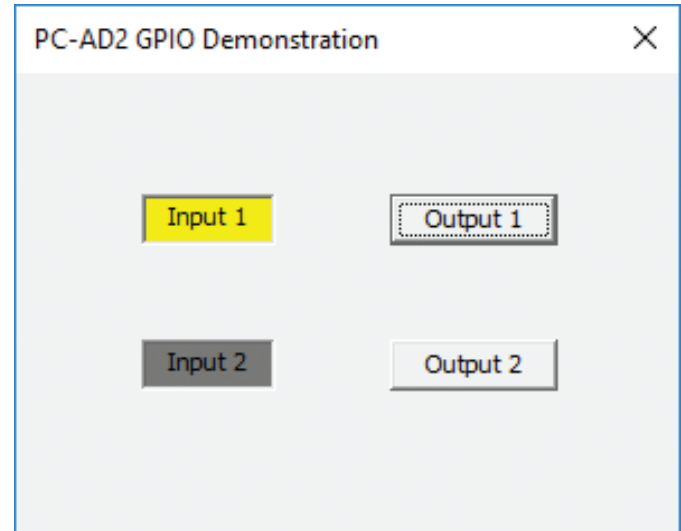 PC-AD2 GPIO Demonstration
Input 1
Output 1
Input 2
Output 2